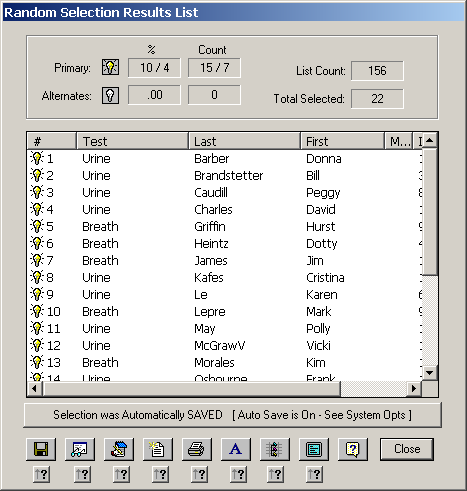 Random Selection Results List
% Count
Primary: 10 / 4 15 / 7 List Count: 156
Alternates: .00 0 Total Selected: 22
# Test Last First M...
1 Urine Barber Donna
2 Urine Brandstetter Bill
3 Urine Caudill Peggy
4 Urine Charles David
5 Breath Griffin Hurst
6 Breath Heintz Dotty
7 Breath James Jim
8 Urine Kafes Cristina
9 Urine Le Karen
10 Breath Lepre Mark
11 Urine May Polly
12 Urine McGrawV Vicki
13 Breath Morales Kim
14 Urine Osbourne Frank
Selection was Automatically SAVED [ Auto Save is On - See System Opts ]
A ? Close
↑? ↑? ↑? ↑? ↑? ↑? ↑? ↑?